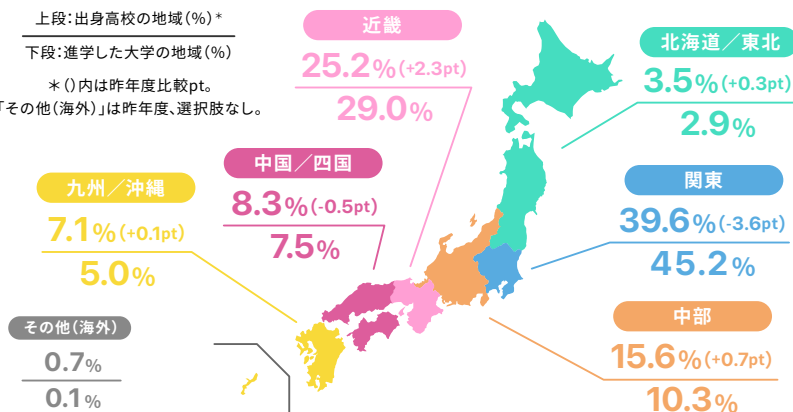 上段：出身高校の地域（%）*
下段：進学した大学の地域（%）
＊（）内は昨年度比較pt。
「その他（海外）」は昨年度、選択肢なし。
近畿
25.2%（+2.3pt）
29.0%
北海道／東北
3.5%（+0.3pt）
2.9%
中国／四国
8.3%（-0.5pt）
7.5%
九州／沖縄
7.1%（+0.1pt）
5.0%
関東
39.6%（-3.6pt）
45.2%
その他（海外）
0.7%
0.1%
中部
15.6%（+0.7pt）
10.3%